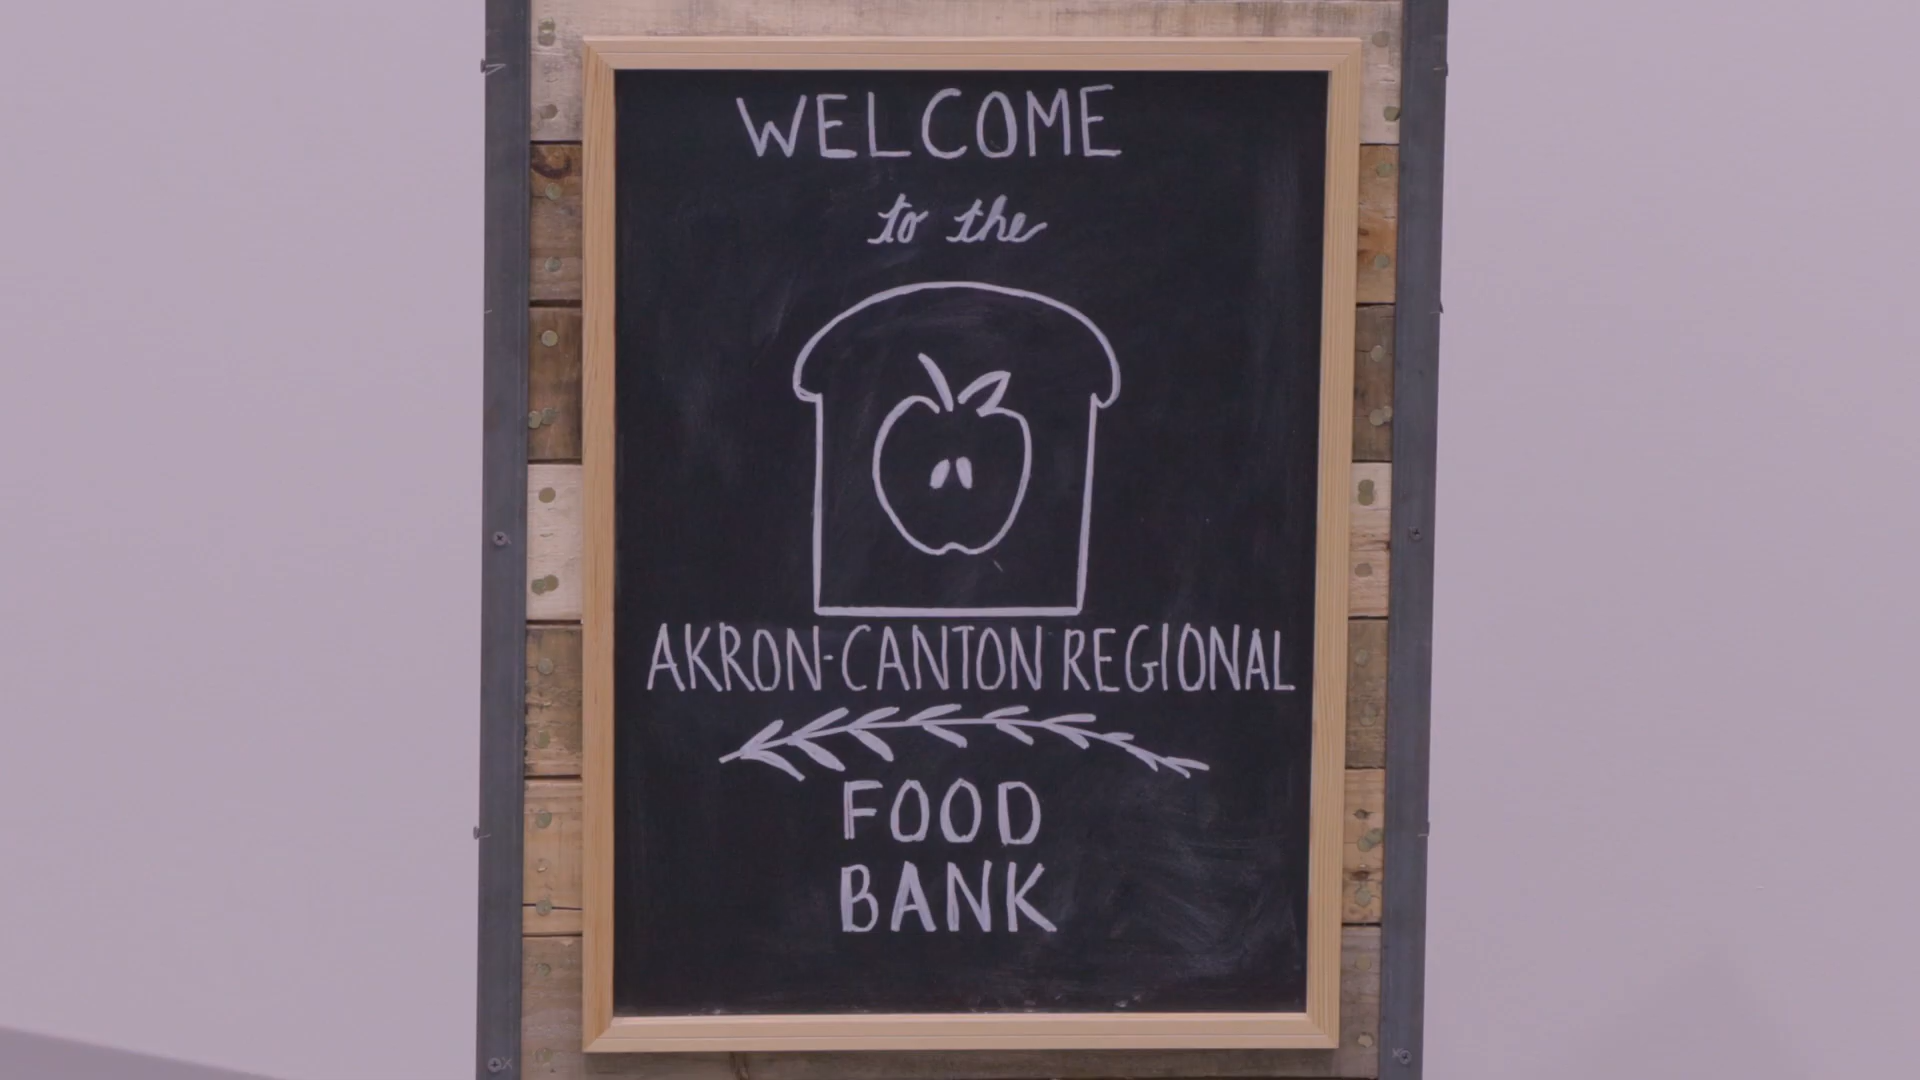 WELCOME
to the
AKRON-CANTON REGIONAL
FOOD
BANK